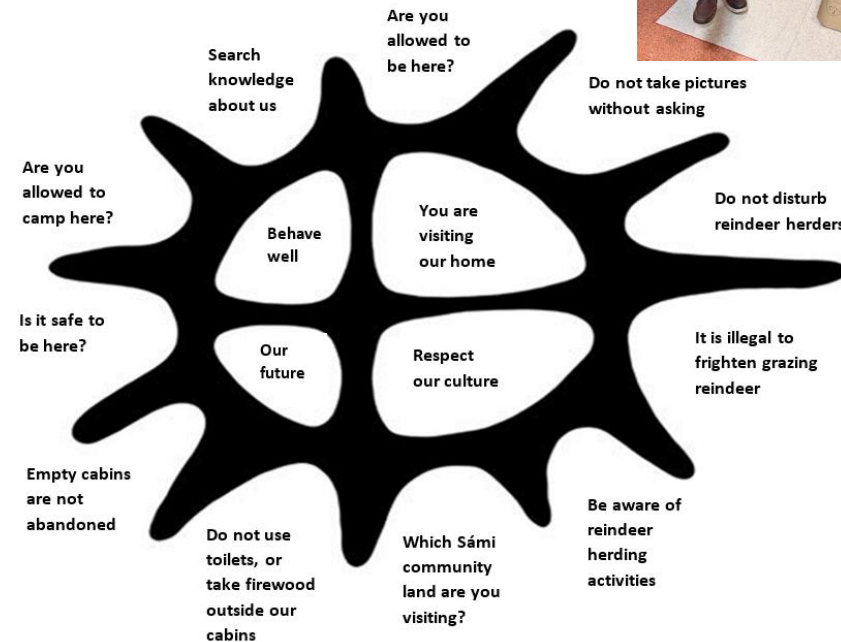 Are you
allowed to
be here?
Search
knowledge
about us
Do not take pictures
without asking
Are you
allowed to
camp here?
Do not disturb
reindeer herders
Behave
well
You are
visiting
our home
Is it safe to
be here?
Our
future
Respect
our culture
It is illegal to
frighten grazing
reindeer
Empty cabins
are not
abandoned
Do not use
toilets, or
take firewood
outside our
cabins
Which Sámi
community
land are you
visiting?
Be aware of
reindeer
herding
activities